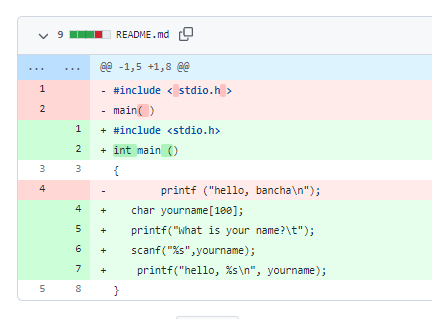 9 README.md
... ... @@ -1,5 +1,8 @@
1 - #include < stdio.h >
2 - main( )
1 + #include <stdio.h>
2 + int main ()
3 3 {
4 - printf ("hello, bancha\n");
4 + char yourname[100];
5 + printf("What is your name?\t");
6 + scanf("%s",yourname);
7 + printf("hello, %s\n", yourname);
5 8 }